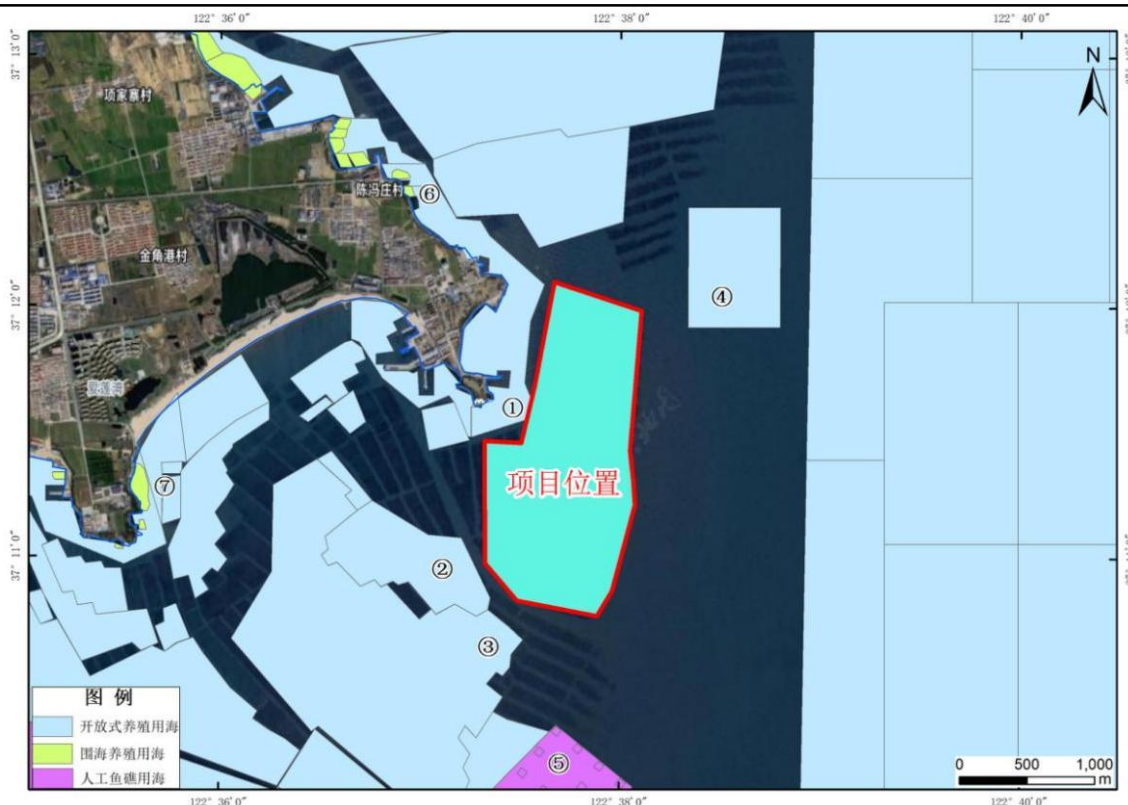 122° 36′0″
122° 38′0″
122° 40′0″
37° 13′0″
N
项家寨村
陈冯庄村
⑥
金角港村
④
37° 12′0″
37° 12′0″
①
项目位置
⑦
37° 11′0″
②
③
图 例
开放式养殖用海
围海养殖用海
人工鱼礁用海
⑤
0 500 1,000
m
122° 36′0″
122° 38′0″
122° 40′0″